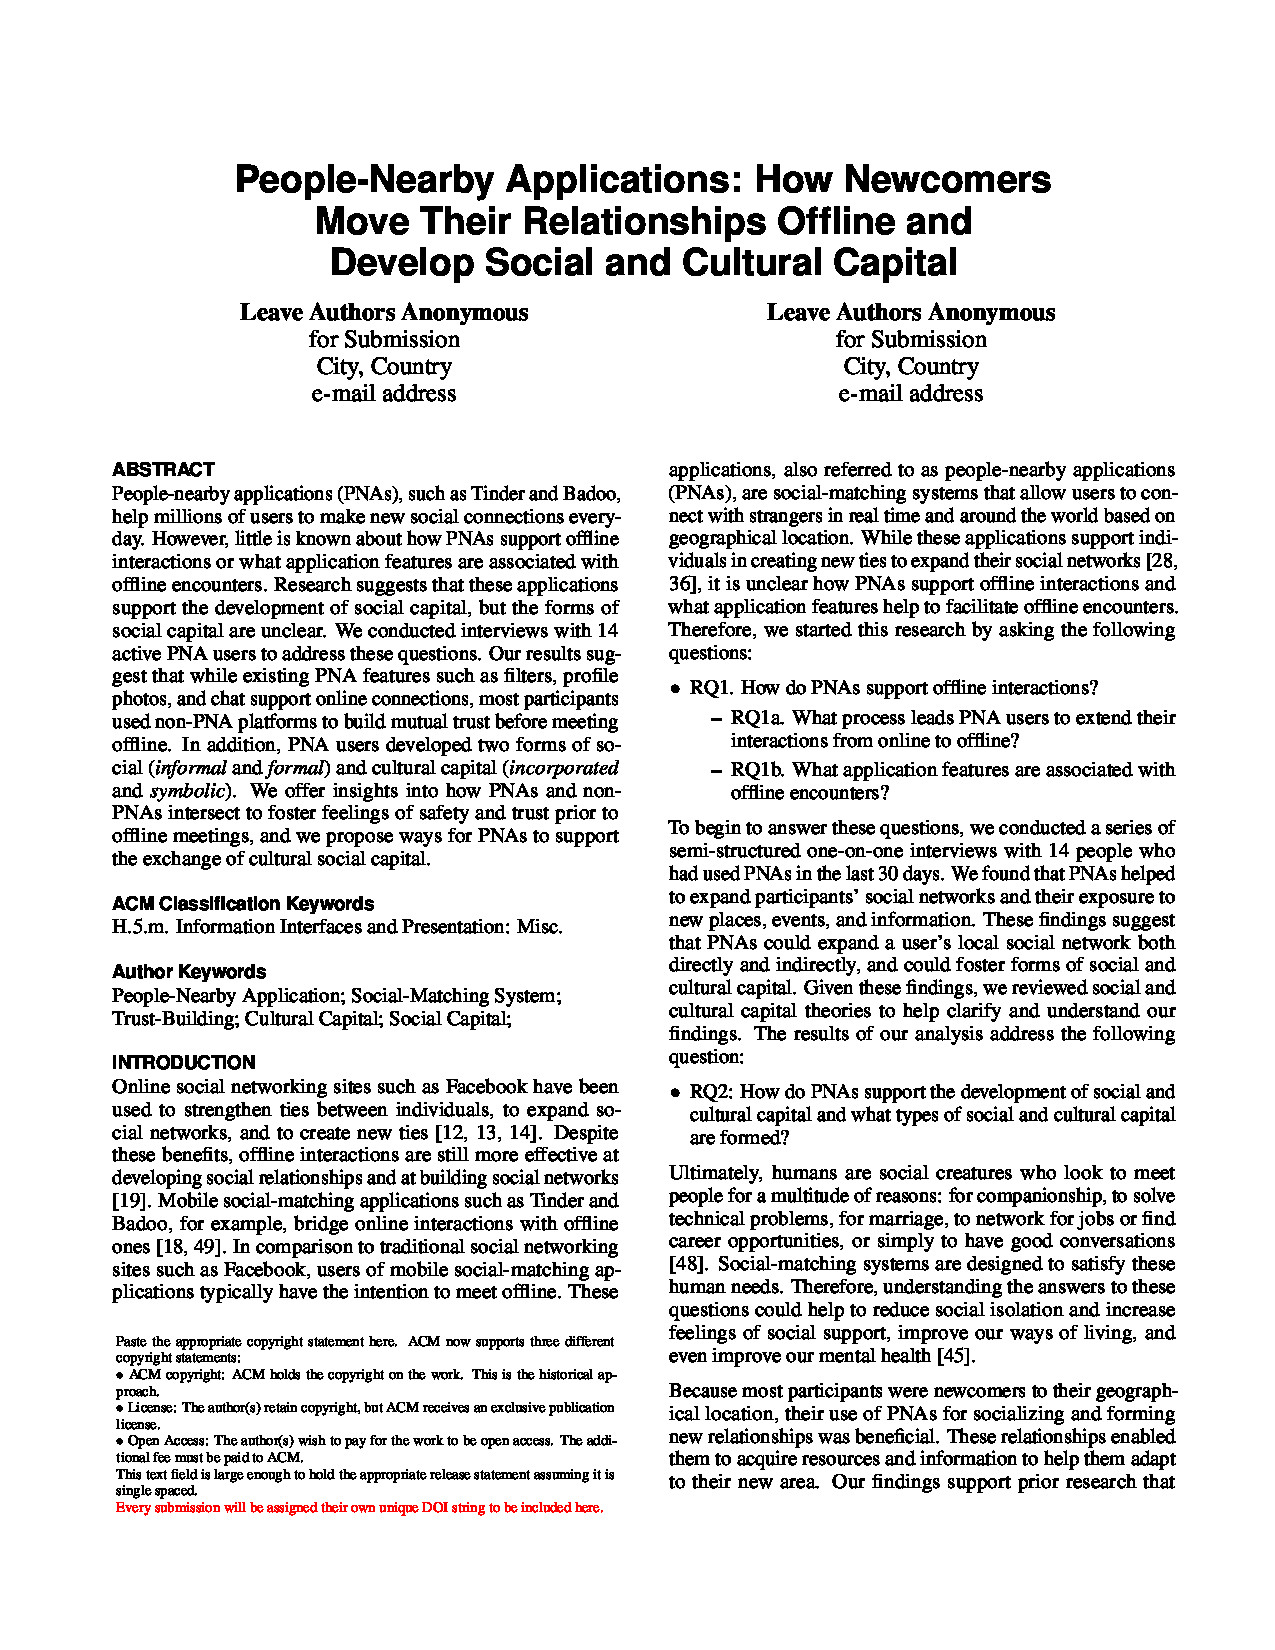 People-Nearby Applications: How Newcomers
Move Their Relationships Offline and
Develop Social and Cultural Capital
Leave Authors Anonymous
for Submission
City, Country
e-mail address
Leave Authors Anonymous
for Submission
City, Country
e-mail address
ABSTRACT
People-nearby applications (PNAs), such as Tinder and Badoo,
help millions of users to make new social connections every-
day. However, little is known about how PNAs support offline
interactions or what application features are associated with
offline encounters. Research suggests that these applications
support the development of social capital, but the forms of
social capital are unclear. We conducted interviews with 14
active PNA users to address these questions. Our results sug-
gest that while existing PNA features such as filters, profile
photos, and chat support online connections, most participants
used non-PNA platforms to build mutual trust before meeting
offline. In addition, PNA users developed two forms of so-
cial (informal and formal) and cultural capital (incorporated
and symbolic). We offer insights into how PNAs and non-
PNAs intersect to foster feelings of safety and trust prior to
offline meetings, and we propose ways for PNAs to support
the exchange of cultural social capital.
ACM Classification Keywords
H.5.m. Information Interfaces and Presentation: Misc.
Author Keywords
People-Nearby Application; Social-Matching System;
Trust-Building; Cultural Capital; Social Capital;
INTRODUCTION
Online social networking sites such as Facebook have been
used to strengthen ties between individuals, to expand so-
cial networks, and to create new ties [12, 13, 14]. Despite
these benefits, offline interactions are still more effective at
developing social relationships and at building social networks
[19]. Mobile social-matching applications such as Tinder and
Badoo, for example, bridge online interactions with offline
ones [18, 49]. In comparison to traditional social networking
sites such as Facebook, users of mobile social-matching ap-
plications typically have the intention to meet offline. These
Paste the appropriate copyright statement here. ACM now supports three different
copyright statements:
• ACM copyright: ACM holds the copyright on the work. This is the historical ap-
proach.
• License: The author(s) retain copyright, but ACM receives an exclusive publication
license.
• Open Access: The author(s) wish to pay for the work to be open access. The addi-
tional fee must be paid to ACM.
This text field is large enough to hold the appropriate release statement assuming it is
single spaced.
Every submission will be assigned their own unique DOI string to be included here.
applications, also referred to as people-nearby applications
(PNAs), are social-matching systems that allow users to con-
nect with strangers in real time and around the world based on
geographical location. While these applications support indi-
viduals in creating new ties to expand their social networks [28,
36], it is unclear how PNAs support offline interactions and
what application features help to facilitate offline encounters.
Therefore, we started this research by asking the following
questions:
• RQ1. How do PNAs support offline interactions?
– RQ1a. What process leads PNA users to extend their
interactions from online to offline?
– RQ1b. What application features are associated with
offline encounters?
To begin to answer these questions, we conducted a series of
semi-structured one-on-one interviews with 14 people who
had used PNAs in the last 30 days. We found that PNAs helped
to expand participants' social networks and their exposure to
new places, events, and information. These findings suggest
that PNAs could expand a user's local social network both
directly and indirectly, and could foster forms of social and
cultural capital. Given these findings, we reviewed social and
cultural capital theories to help clarify and understand our
findings. The results of our analysis address the following
question:
• RQ2: How do PNAs support the development of social and
cultural capital and what types of social and cultural capital
are formed?
Ultimately, humans are social creatures who look to meet
people for a multitude of reasons: for companionship, to solve
technical problems, for marriage, to network for jobs or find
career opportunities, or simply to have good conversations
[48]. Social-matching systems are designed to satisfy these
human needs. Therefore, understanding the answers to these
questions could help to reduce social isolation and increase
feelings of social support, improve our ways of living, and
even improve our mental health [45].
Because most participants were newcomers to their geograph-
ical location, their use of PNAs for socializing and forming
new relationships was beneficial. These relationships enabled
them to acquire resources and information to help them adapt
to their new area. Our findings support prior research that